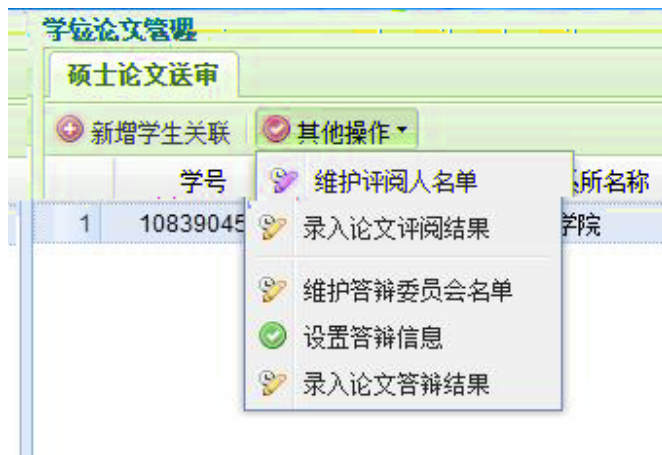 学位论文管理
硕士论文送审
新增学生关联 其他操作
学号 所名称
1 10839045 学院
维护评阅人名单
录入论文评阅结果
维护答辩委员会名单
设置答辩信息
录入论文答辩结果